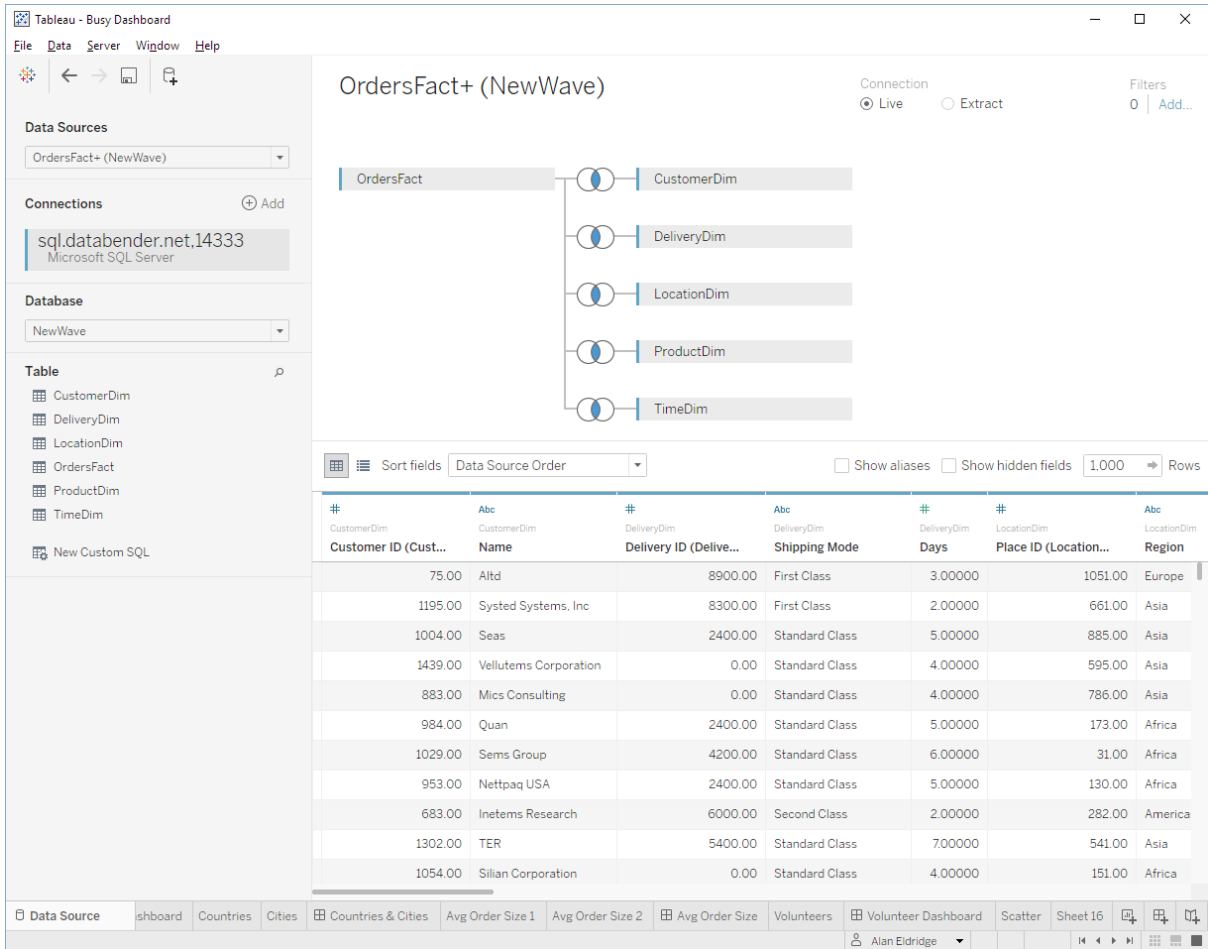 Tableau - Busy Dashboard
File Data Server Window Help
OrdersFact+ (NewWave)
Connection
Live Extract
Filters
0 Add...
Data Sources
OrdersFact+ (NewWave)
Connections Add
sql.databender.net,14333
Microsoft SQL Server
Database
NewWave
Table
CustomerDim
DeliveryDim
LocationDim
OrdersFact
ProductDim
TimeDim
New Custom SQL
OrdersFact
CustomerDim
DeliveryDim
LocationDim
ProductDim
TimeDim
Sort fields Data Source Order Show aliases Show hidden fields 1,000 Rows
# Abc # Abc # # Abc
CustomerDim CustomerDim DeliveryDim DeliveryDim DeliveryDim LocationDim LocationDim
Customer ID (Cust... Name Delivery ID (Delive... Shipping Mode Days Place ID (Location... Region
75.00 Altd 8900.00 First Class 3.00000 1051.00 Europe
1195.00 Systed Systems, Inc 8300.00 First Class 2.00000 661.00 Asia
1004.00 Seas 2400.00 Standard Class 5.00000 885.00 Asia
1439.00 Vellutems Corporation 0.00 Standard Class 4.00000 595.00 Asia
883.00 Mics Consulting 0.00 Standard Class 4.00000 786.00 Asia
984.00 Quan 2400.00 Standard Class 5.00000 173.00 Africa
1029.00 Sems Group 4200.00 Standard Class 6.00000 31.00 Africa
953.00 Nettpaq USA 2400.00 Standard Class 5.00000 130.00 Africa
683.00 Inetems Research 6000.00 Second Class 2.00000 282.00 America
1302.00 TER 5400.00 Standard Class 7.00000 541.00 Asia
1054.00 Silian Corporation 0.00 Standard Class 4.00000 151.00 Africa
Data Source shboard Countries Cities Countries & Cities Avg Order Size 1 Avg Order Size 2 Avg Order Size Volunteers Volunteer Dashboard Scatter Sheet 16
Alan Eldridge